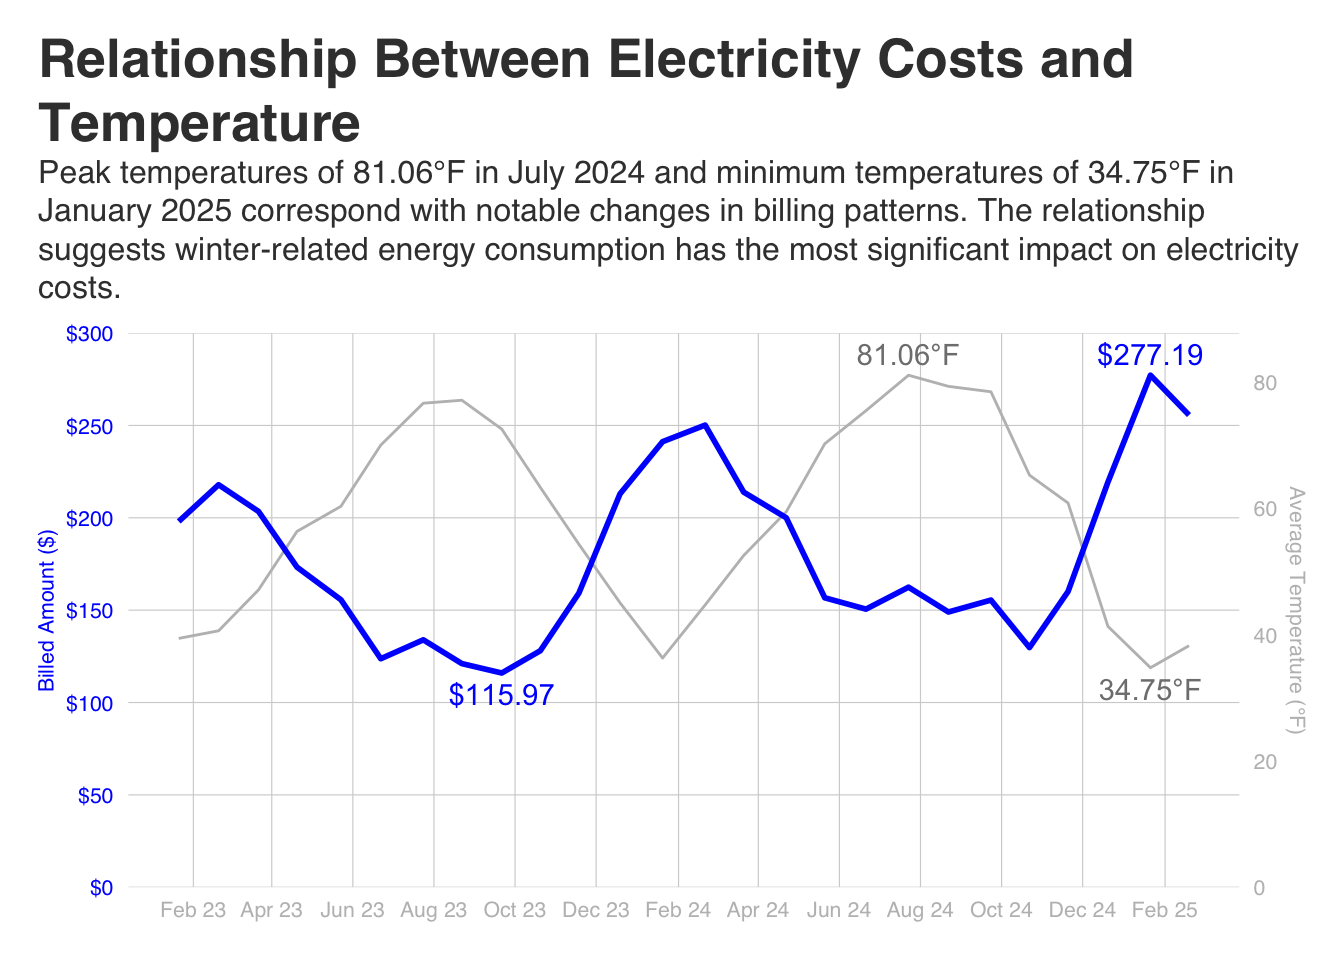 Relationship Between Electricity Costs and
Temperature
Peak temperatures of 81.06°F in July 2024 and minimum temperatures of 34.75°F in
January 2025 correspond with notable changes in billing patterns. The relationship
suggests winter-related energy consumption has the most significant impact on electricity
costs.
$300
$250
$200
$150
$100
$50
$0
Billed Amount ($)
81.06°F
$277.19
$115.97
34.75°F
80
60
40
20
0
Average Temperature (°F)
Feb 23 Apr 23 Jun 23 Aug 23 Oct 23 Dec 23 Feb 24 Apr 24 Jun 24 Aug 24 Oct 24 Dec 24 Feb 25